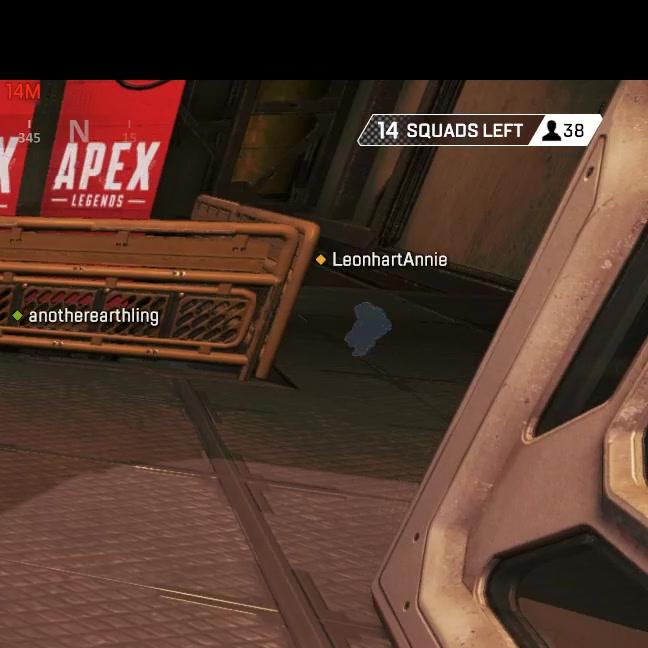 14M
345 N 15
X APEX
LEGENDS
14 SQUADS LEFT 38
LeonhartAnnie
anotherearthling